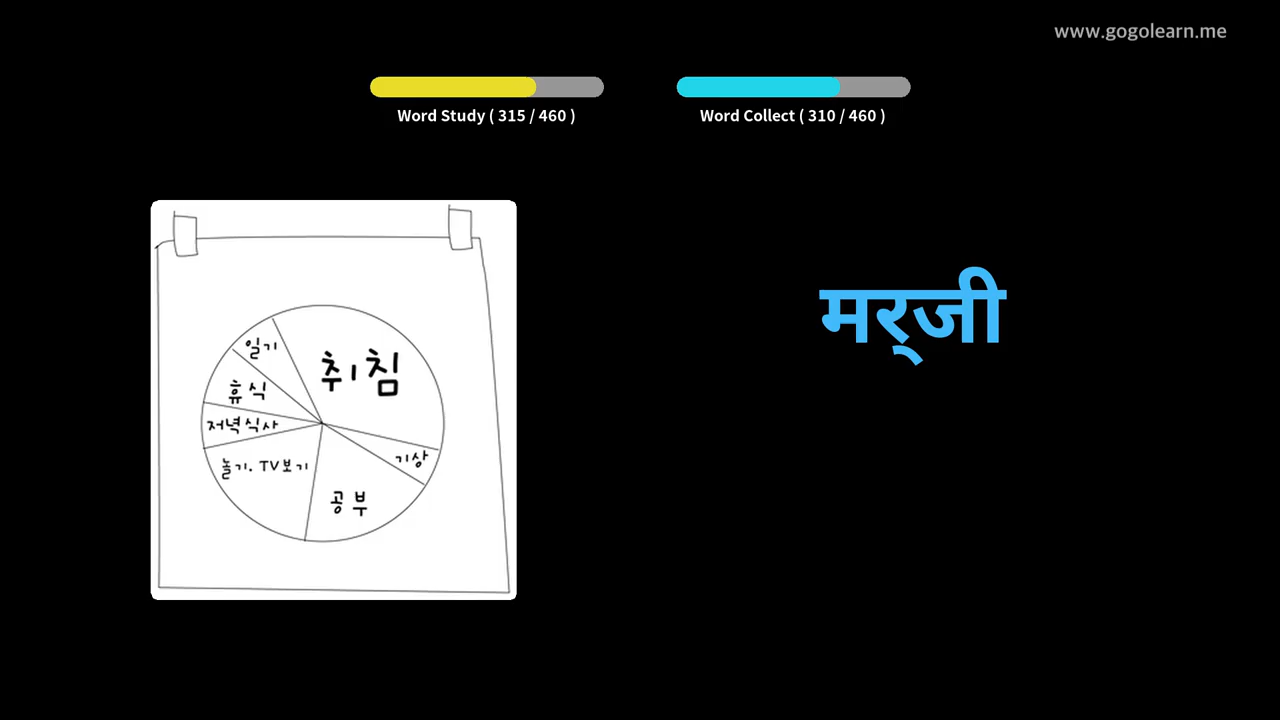 www.gogolearn.me
Word Study ( 315 / 460 )
Word Collect ( 310 / 460 )
일기
취침
휴식
저녁식사
기상
놀기. TV보기
공부
मर्‌जी